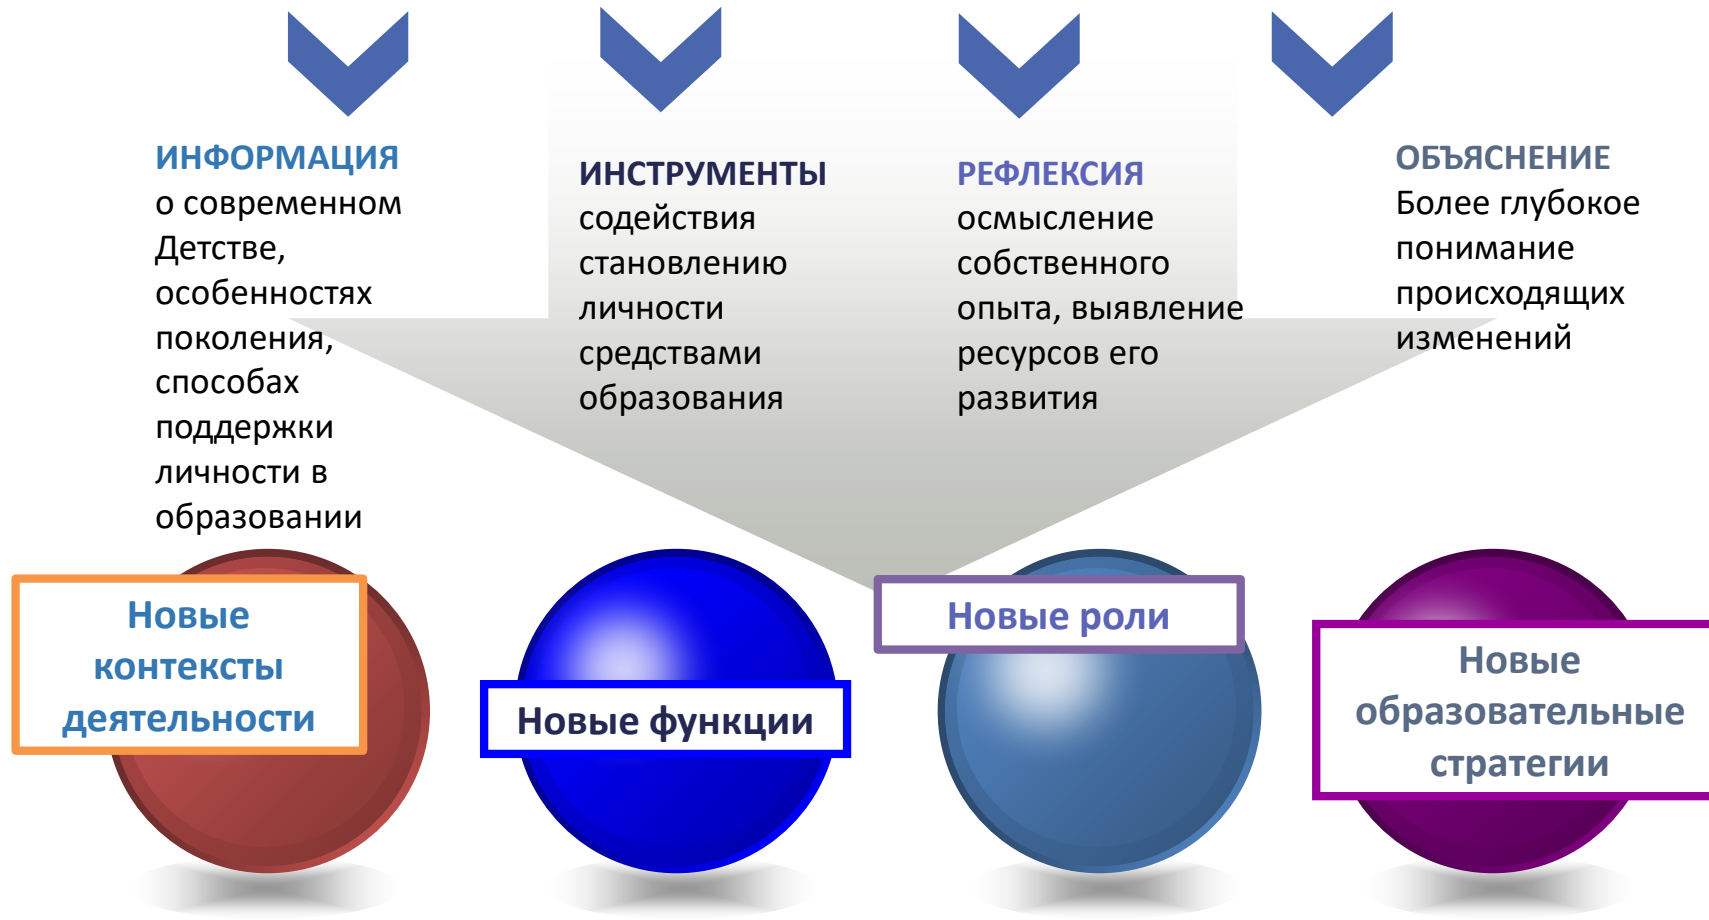 ИНФОРМАЦИЯ
о современном
Детстве,
особенностях
поколения,
способах
поддержки
личности в
образовании
ИНСТРУМЕНТЫ
содействия
становлению
личности
средствами
образования
РЕФЛЕКСИЯ
осмысление
собственного
опыта, выявление
ресурсов его
развития
ОБЪЯСНЕНИЕ
Более глубокое
понимание
происходящих
изменений
Новые
контексты
деятельности
Новые функции
Новые роли
Новые
образовательные
стратегии